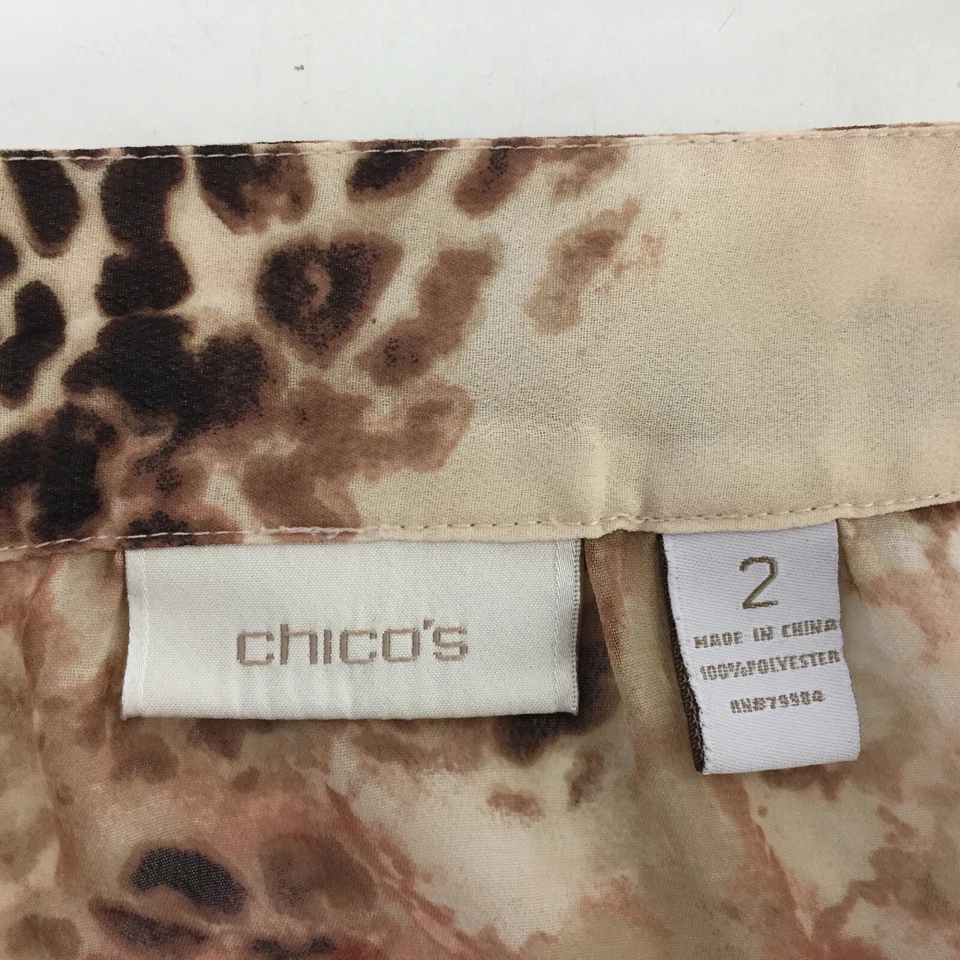 chico's
2
MADE IN CHINA
100%POLYESTER
RN#79984